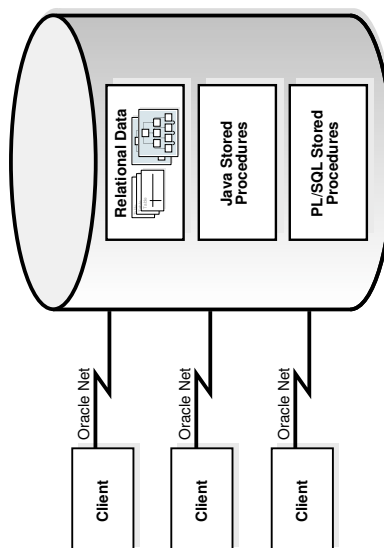 Relational Data
Java Stored
Procedures
PL/SQL Stored
Procedures
Oracle Net
Oracle Net
Oracle Net
Client
Client
Client